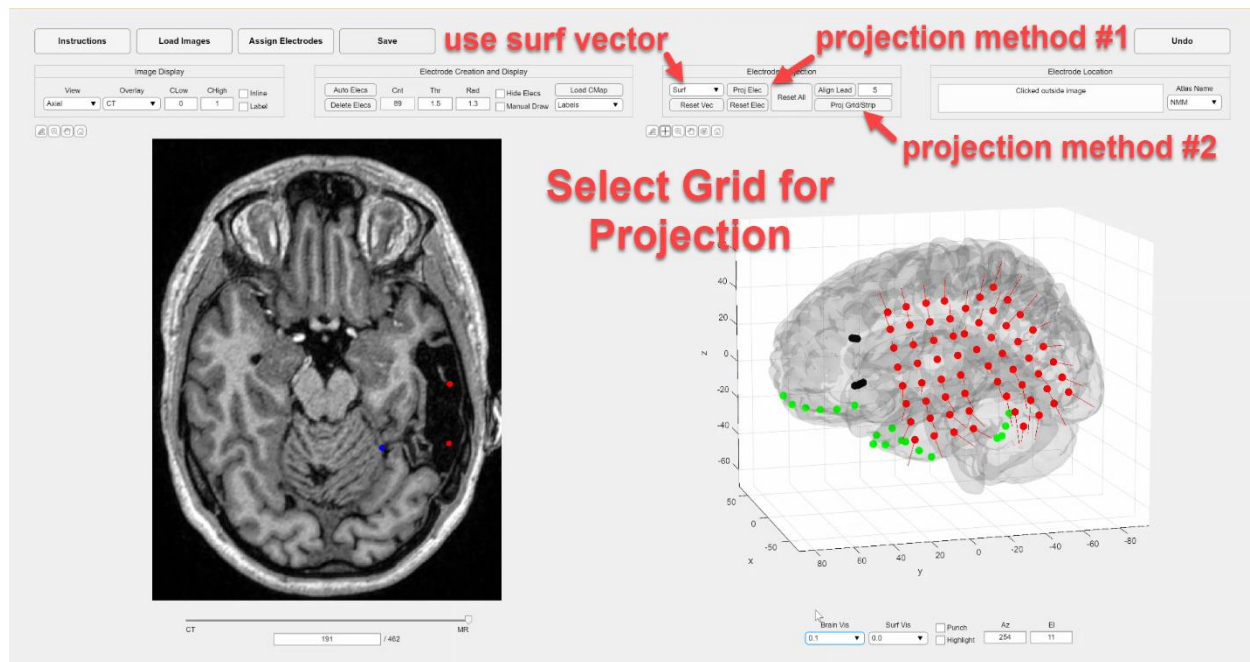 Instructions
Load Images
Assign Electrodes
Save
use surf vector
projection method #1
Undo
Image Display
View
Overlay
CLow
CHigh
Axial
CT
0
1
Inline
Label
Electrode Creation and Display
Auto Elecs
Cnt
Thr
Rad
Hide Elecs
Load CMap
Delete Elecs
89
1.5
1.3
Manual Draw
Labels
Surf
Proj Elec
Reset All
Align Lead
5
Reset Vec
Reset Elec
Proj Grid/Strip
Electrode Location
Clicked outside image
Atlas Name
NMM
projection method #2
Select Grid for
Projection
40
20
0
-20
-40
-60
z
50
0
-50
x
80
60
40
20
0
-20
-40
-60
-80
y
CT
MR
191
/ 462
Brain Vis
Surf Vis
Punch
Az
El
0.1
0.0
Highlight
284
11